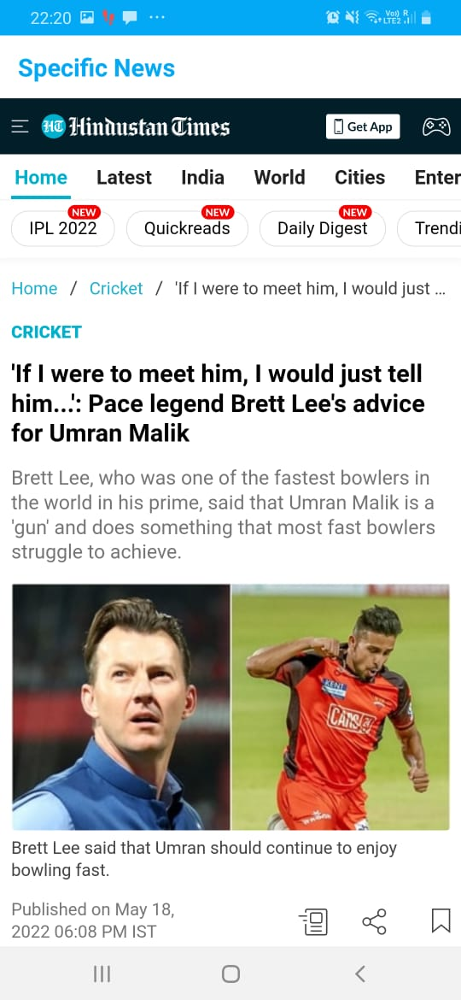 22:20
Vo)) R
LTE2
Specific News
HT Hindustan Times
Get App
Home Latest India World Cities Enter
NEW NEW NEW
IPL 2022 Quickreads Daily Digest Trendi
Home / Cricket / 'If I were to meet him, I would just ...
CRICKET
'If I were to meet him, I would just tell
him...': Pace legend Brett Lee's advice
for Umran Malik
Brett Lee, who was one of the fastest bowlers in
the world in his prime, said that Umran Malik is a
'gun' and does something that most fast bowlers
struggle to achieve.
KENT
CARS24
Brett Lee said that Umran should continue to enjoy
bowling fast.
Published on May 18,
2022 06:08 PM IST